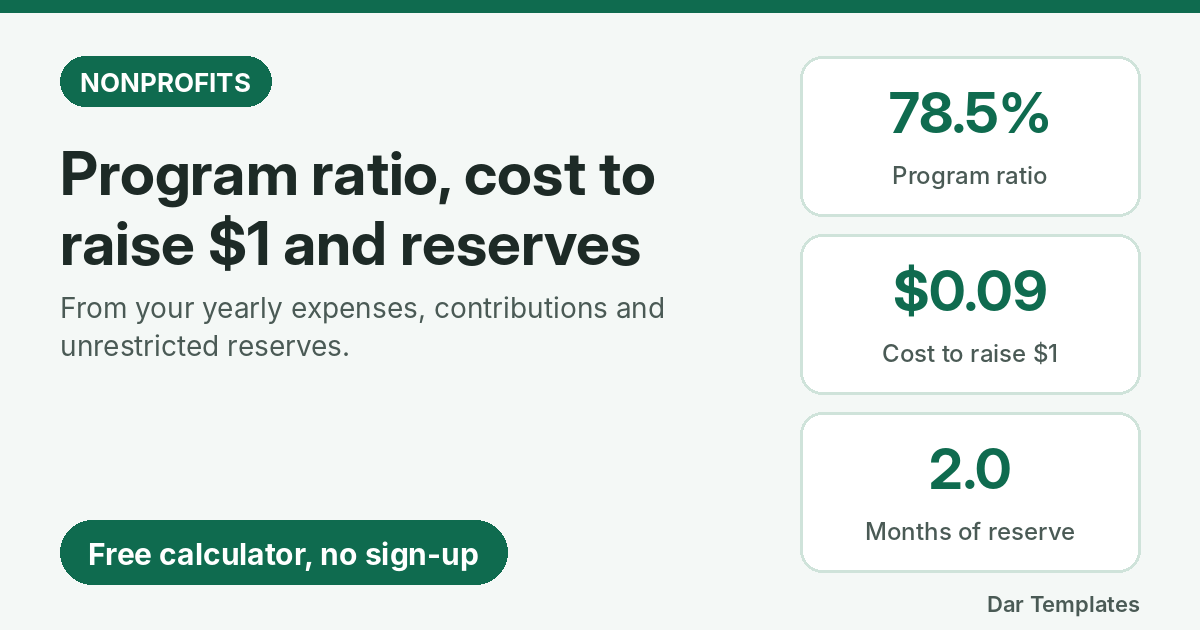 NONPROFITS
Program ratio, cost to
raise $1 and reserves
From your yearly expenses, contributions and
unrestricted reserves.
Free calculator, no sign-up
78.5%
Program ratio
$0.09
Cost to raise $1
2.0
Months of reserve
Dar Templates